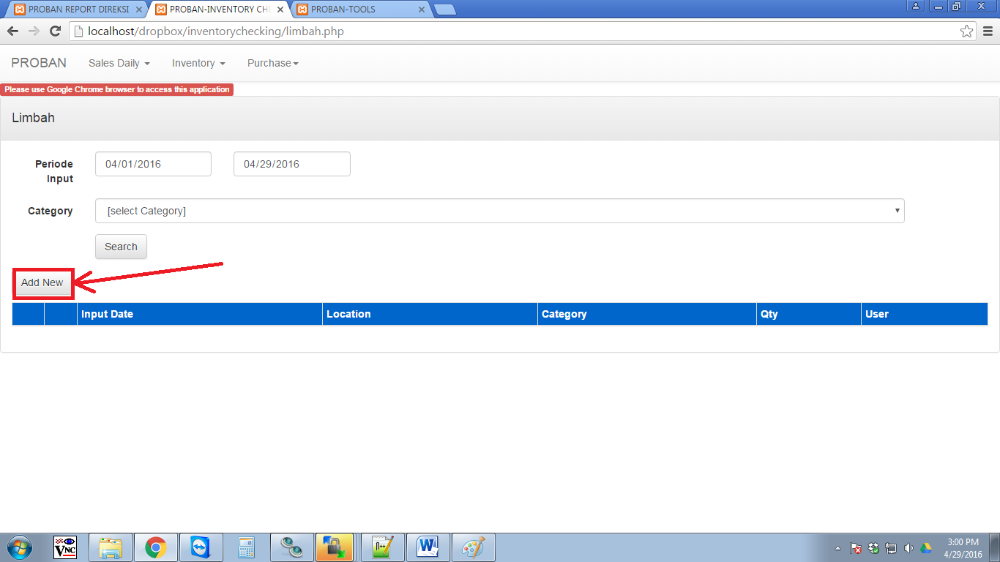 PROBAN REPORT DIREKSI
PROBAN-INVENTORY CHE
PROBAN-TOOLS
localhost/dropbox/inventorychecking/limbah.php
PROBAN Sales Daily Inventory Purchase
Please use Google Chrome browser to access this application
Limbah
Periode Input 04/01/2016 04/29/2016
Category [select Category]
Search
Add New
Input Date Location Category Qty User
VNC
N++
W
3:00 PM
4/29/2016